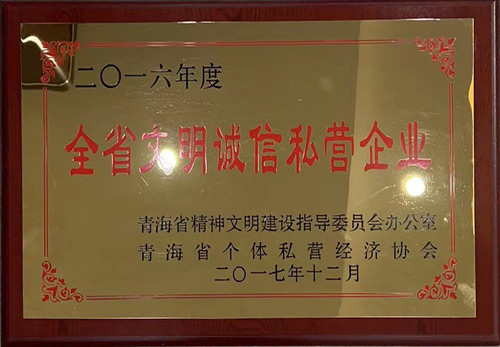 二〇一六年度
全省文明诚信私营企业
青海省精神文明建设指导委员会办公室
青海省个体私营经济协会
二〇一七年十二月